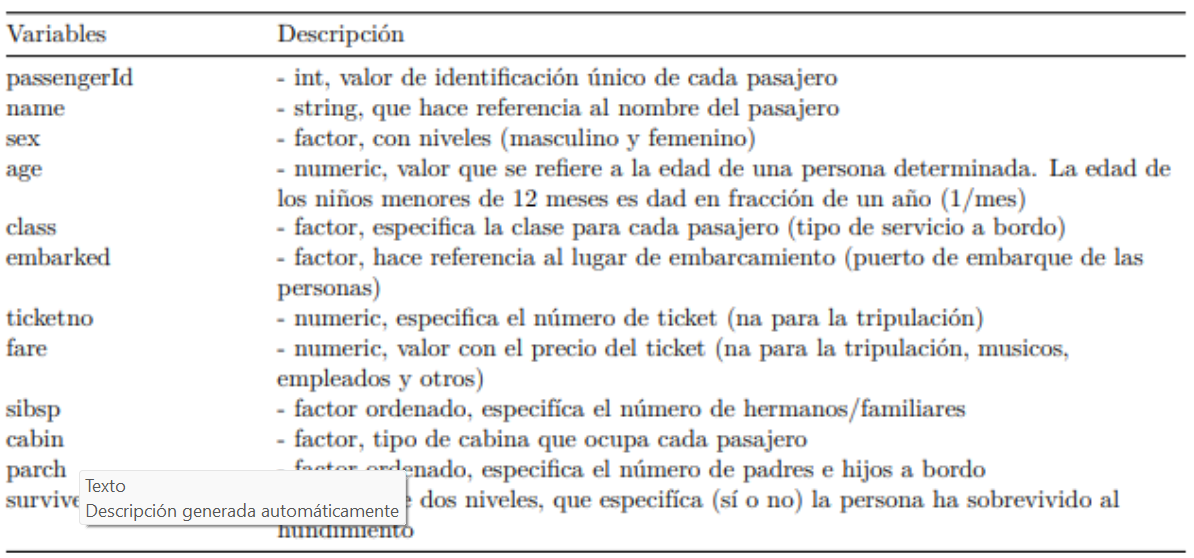 Variables Descripción
passengerId - int, valor de identificación único de cada pasajero
name - string, que hace referencia al nombre del pasajero
sex - factor, con niveles (masculino y femenino)
age - numeric, valor que se refiere a la edad de una persona determinada. La edad de
los niños menores de 12 meses es dad en fracción de un año (1/mes)
class - factor, especifica la clase para cada pasajero (tipo de servicio a bordo)
embarked - factor, hace referencia al lugar de embarcamiento (puerto de embarque de las
personas)
ticketno - numeric, especifica el número de ticket (na para la tripulación)
fare - numeric, valor con el precio del ticket (na para la tripulación, musicos,
empleados y otros)
sibsp - factor ordenado, especifíca el número de hermanos/familiares
cabin - factor, tipo de cabina que ocupa cada pasajero
parch - factor ordenado, especifica el número de padres e hijos a bordo
Texto
Descripción generada automáticamente
dos niveles, que especifíca (sí o no) la persona ha sobrevivido al
hundimiento